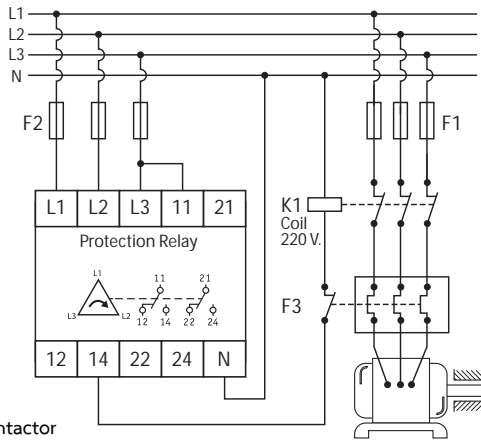 L1
L2
L3
N
F2
F1
L1 L2 L3 11 21
K1
Coil
220 V.
Protection Relay
L1
L3
L2
11
21
12 14 22 24
F3
12 14 22 24 N
ntactor